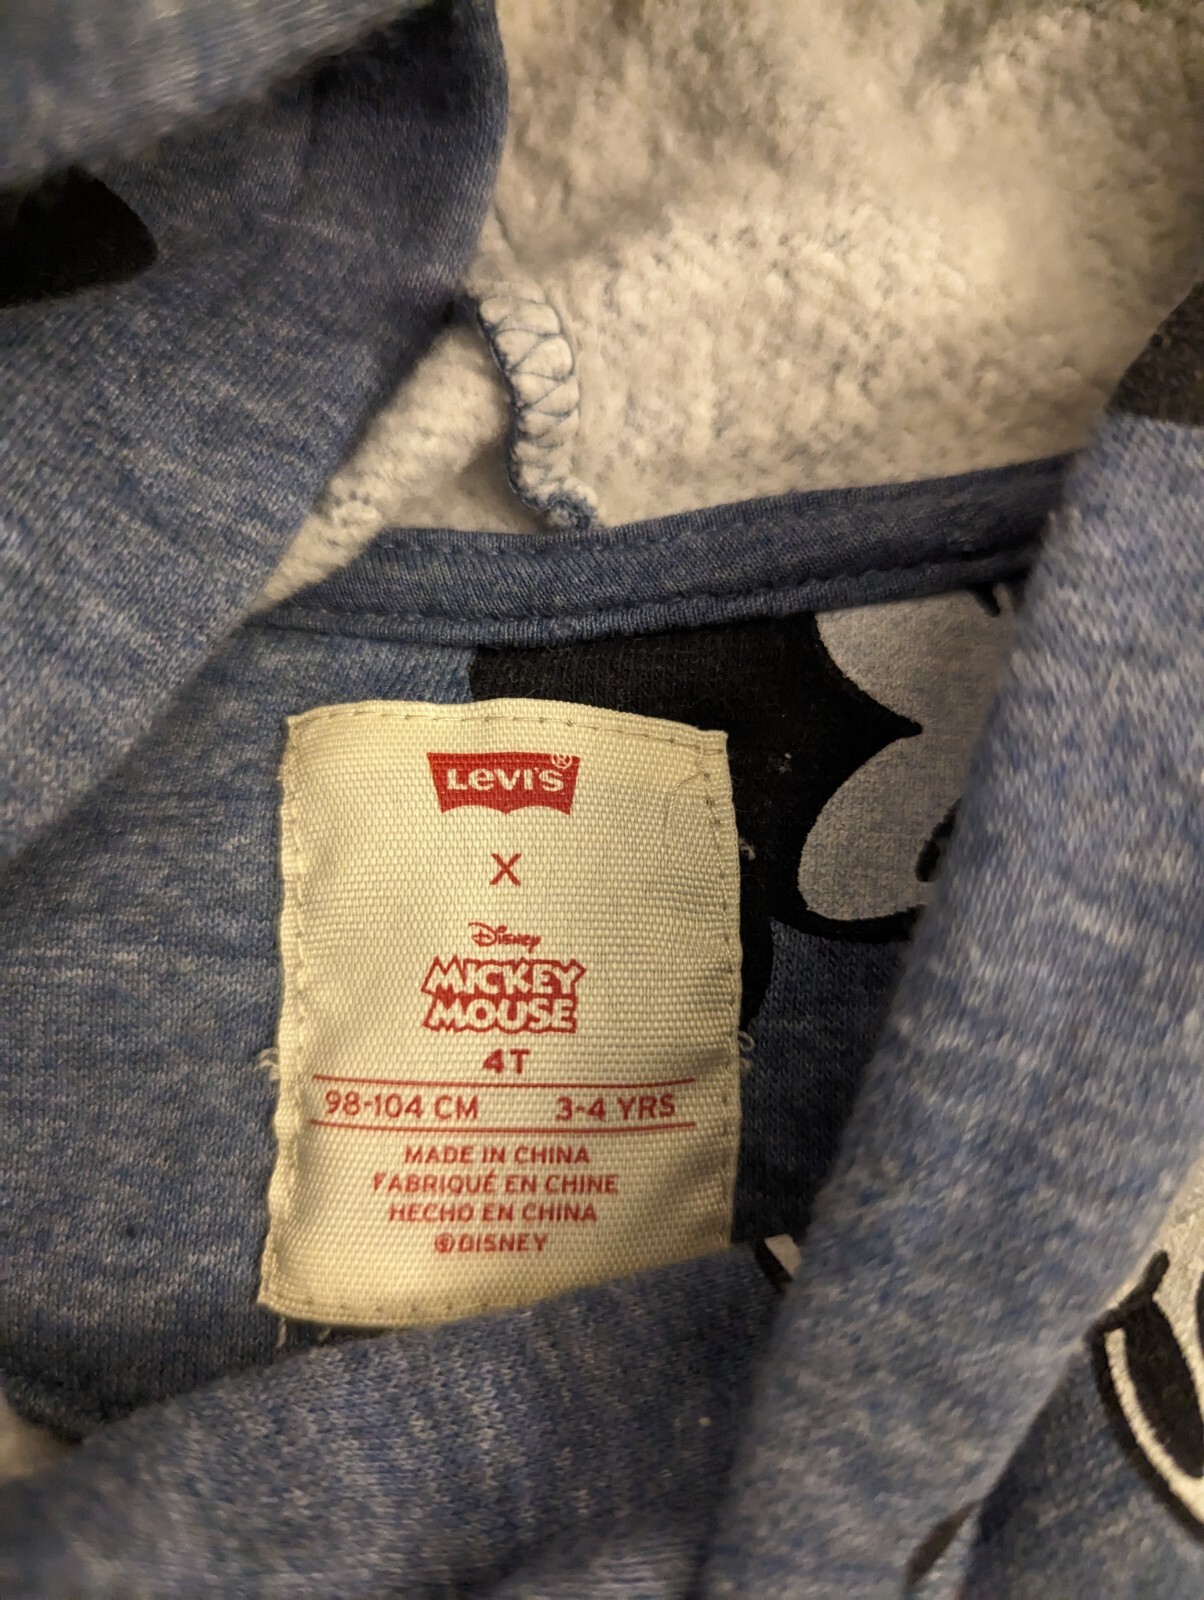 LEVI'S®
X
Disney
MICKEY
MOUSE
4T
98-104 CM 3-4 YRS
MADE IN CHINA
FABRIQUÉ EN CHINE
HECHO EN CHINA
©DISNEY